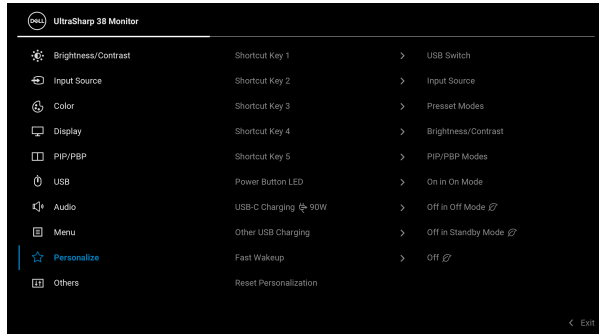 DELL UltraSharp 38 Monitor
Brightness/Contrast Shortcut Key 1 > USB Switch
Input Source Shortcut Key 2 > Input Source
Color Shortcut Key 3 > Presset Modes
Display Shortcut Key 4 > Brightness/Contrast
PIP/PBP Shortcut Key 5 > PIP/PBP Modes
USB Power Button LED > On in On Mode
Audio USB-C Charging 90W > Off in Off Mode
Menu Other USB Charging > Off in Standby Mode
Personalize Fast Wakeup > Off
Others Reset Personalization
< Exit